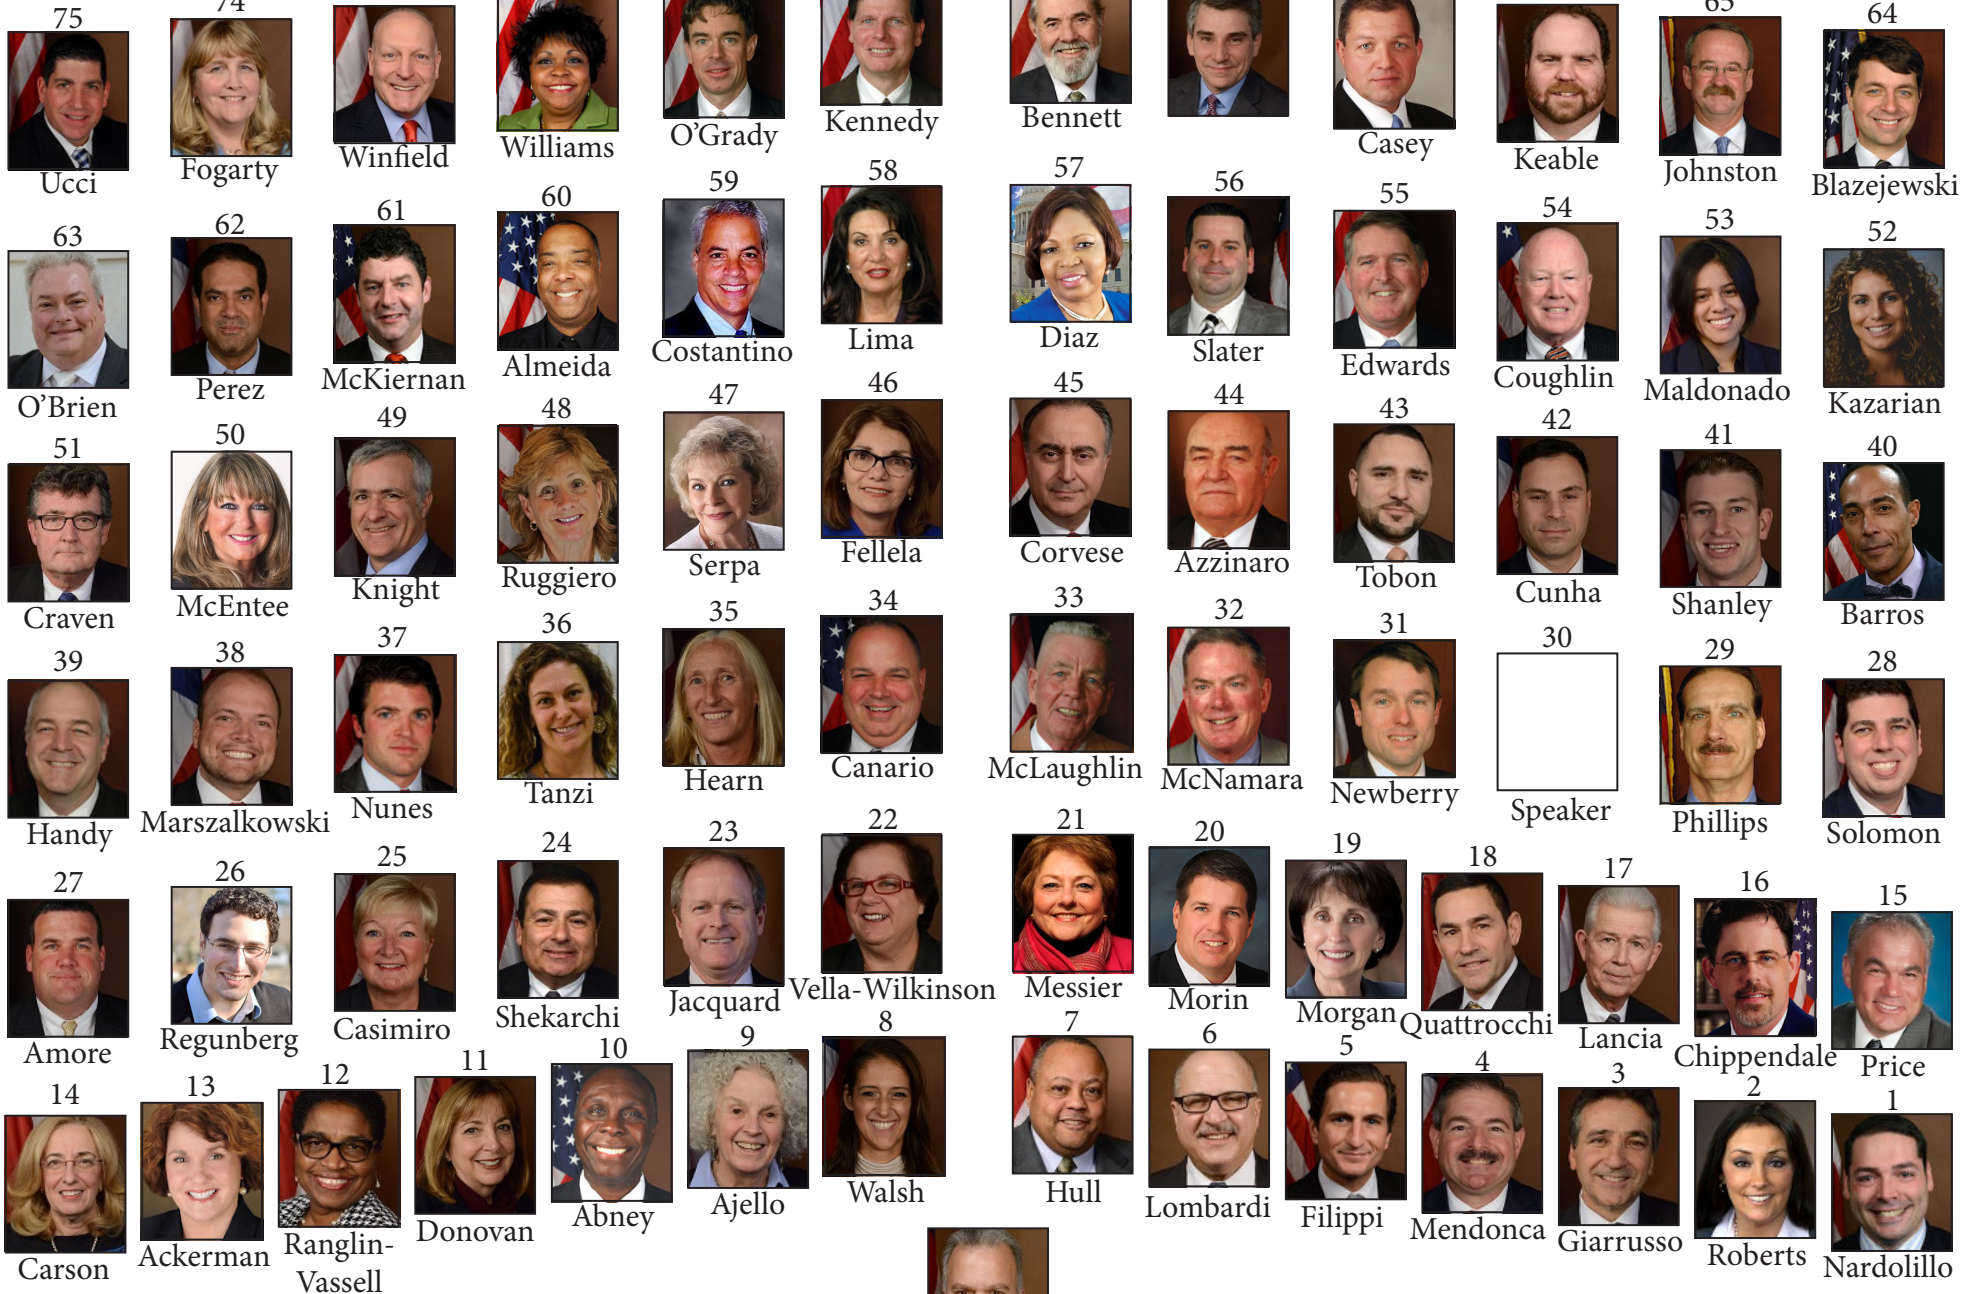 75 74 65 64
Ucci Fogarty Winfield Williams O’Grady Kennedy Bennett Casey Keable Johnston Blazejewski
63 62 61 60 59 58 57 56 55 54 53 52
O’Brien Perez McKiernan Almeida Costantino Lima Diaz Slater Edwards Coughlin Maldonado Kazarian
51 50 49 48 47 46 45 44 43 42 41 40
Craven McEntee Knight Ruggiero Serpa Fellela Corvese Azzinaro Tobon Cunha Shanley Barros
39 38 37 36 35 34 33 32 31 30 29 28
Handy Marszalkowski Nunes Tanzi Hearn Canario McLaughlin McNamara Newberry Speaker Phillips Solomon
27 26 25 24 23 22 21 20 19 18 17 16 15
Amore Regunberg Casimiro Shekarchi Jacquard Vella-Wilkinson Messier Morin Morgan Quattrocchi Lancia Chippendale Price
14 13 12 11 10 9 8 7 6 5 4 3 2 1
Carson Ackerman Ranglin-
Vassell Donovan Abney Ajello Walsh Hull Lombardi Filippi Mendonca Giarrusso Roberts Nardolillo